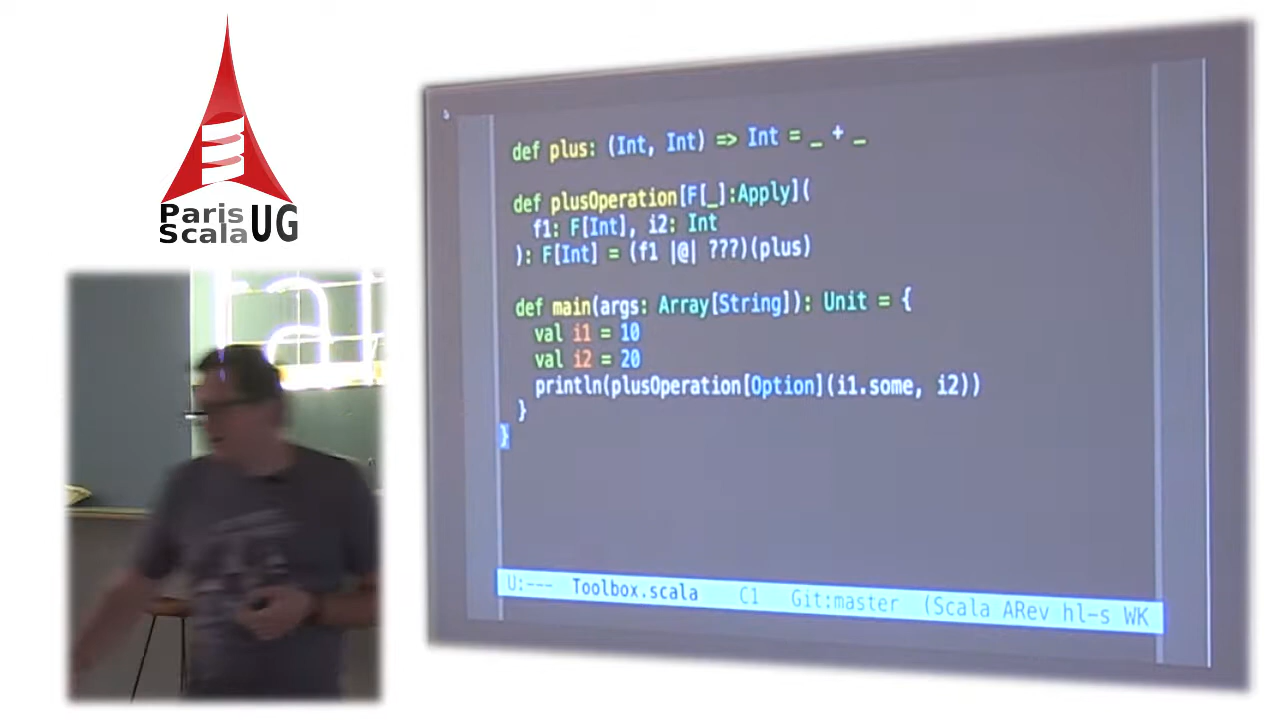 Paris
Scala UG
def plus: (Int, Int) => Int = _ + _
def plusOperation[F[_]:Apply](
f1: F[Int], i2: Int
): F[Int] = (f1 |@| ???)(plus)
def main(args: Array[String]): Unit = {
val i1 = 10
val i2 = 20
println(plusOperation[Option](i1.some, i2))
}
}
U:--- Toolbox.scala C1 Git:master (Scala ARev hl-s WK